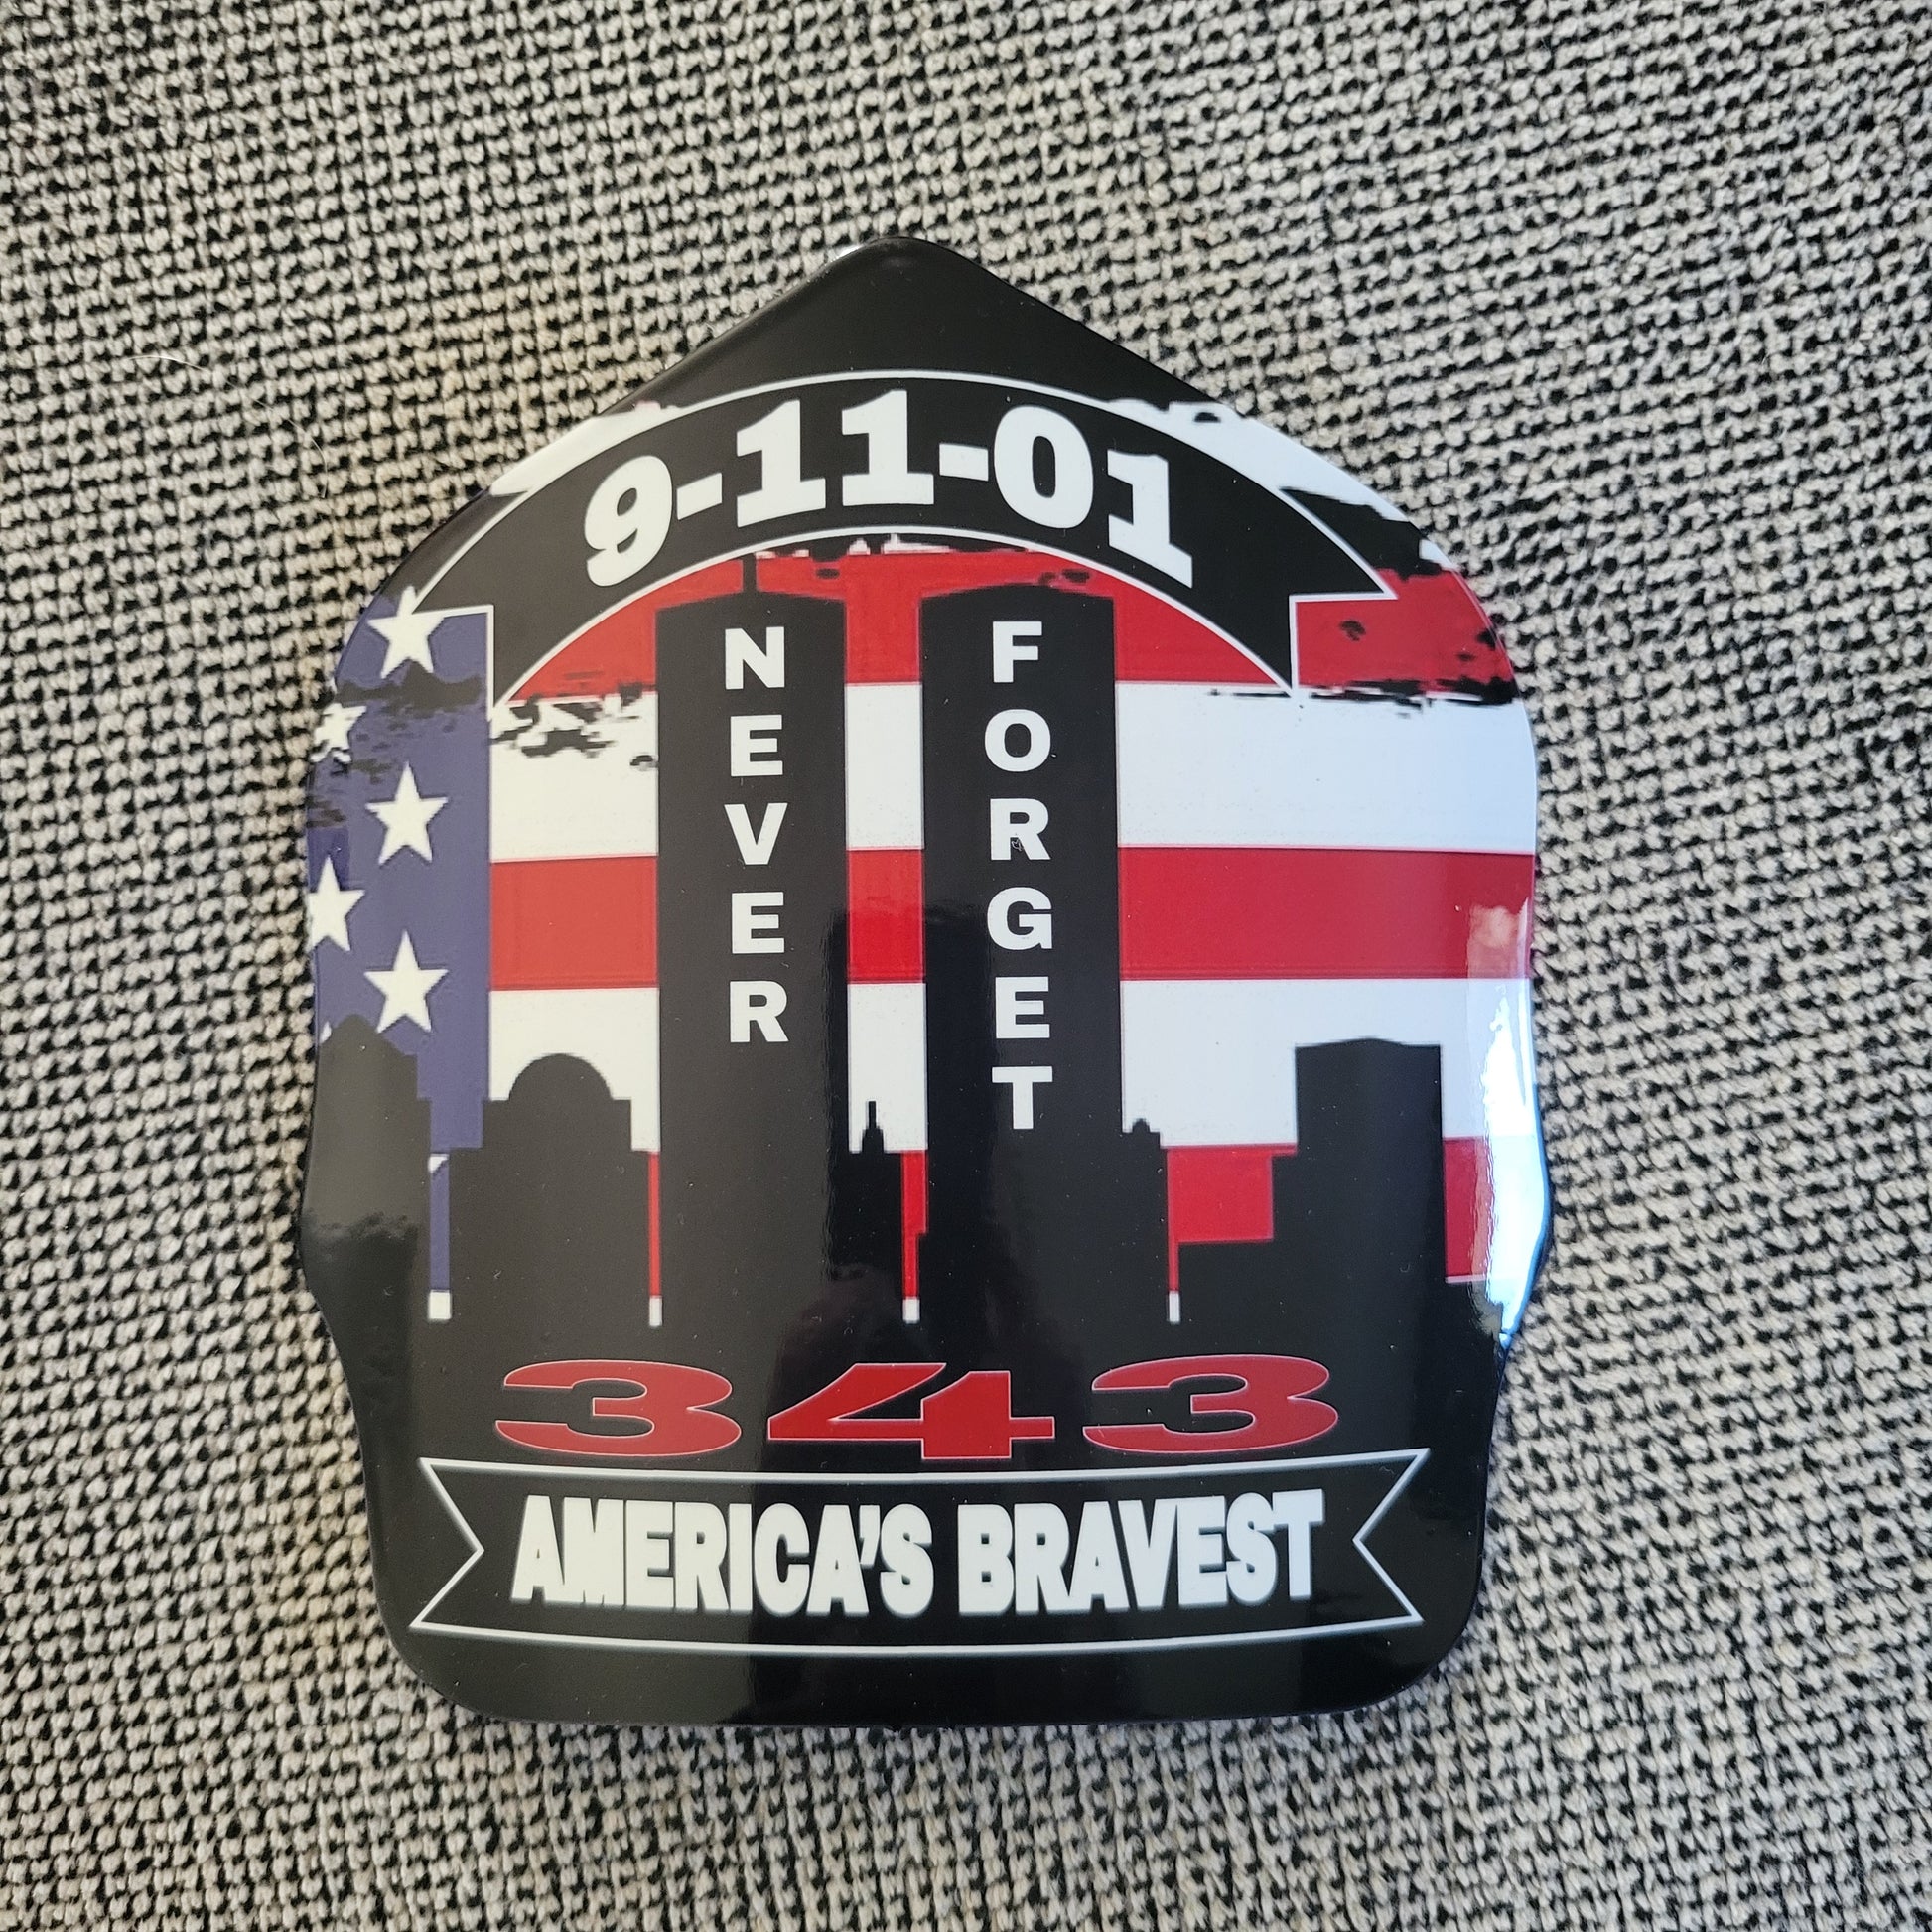 9-11-01
NEVER
FORGET
343
AMERICA'S BRAVEST